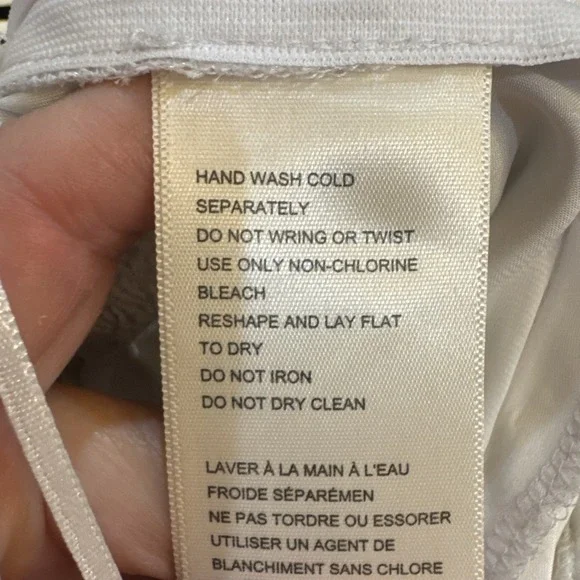 HAND WASH COLD
SEPARATELY
DO NOT WRING OR TWIST
USE ONLY NON-CHLORINE
BLEACH
RESHAPE AND LAY FLAT
TO DRY
DO NOT IRON
DO NOT DRY CLEAN
LAVER À LA MAIN À L'EAU
FROIDE SÉPARÉMEN
NE PAS TORDRE OU ESSORER
UTILISER UN AGENT DE
BLANCHIMENT SANS CHLORE